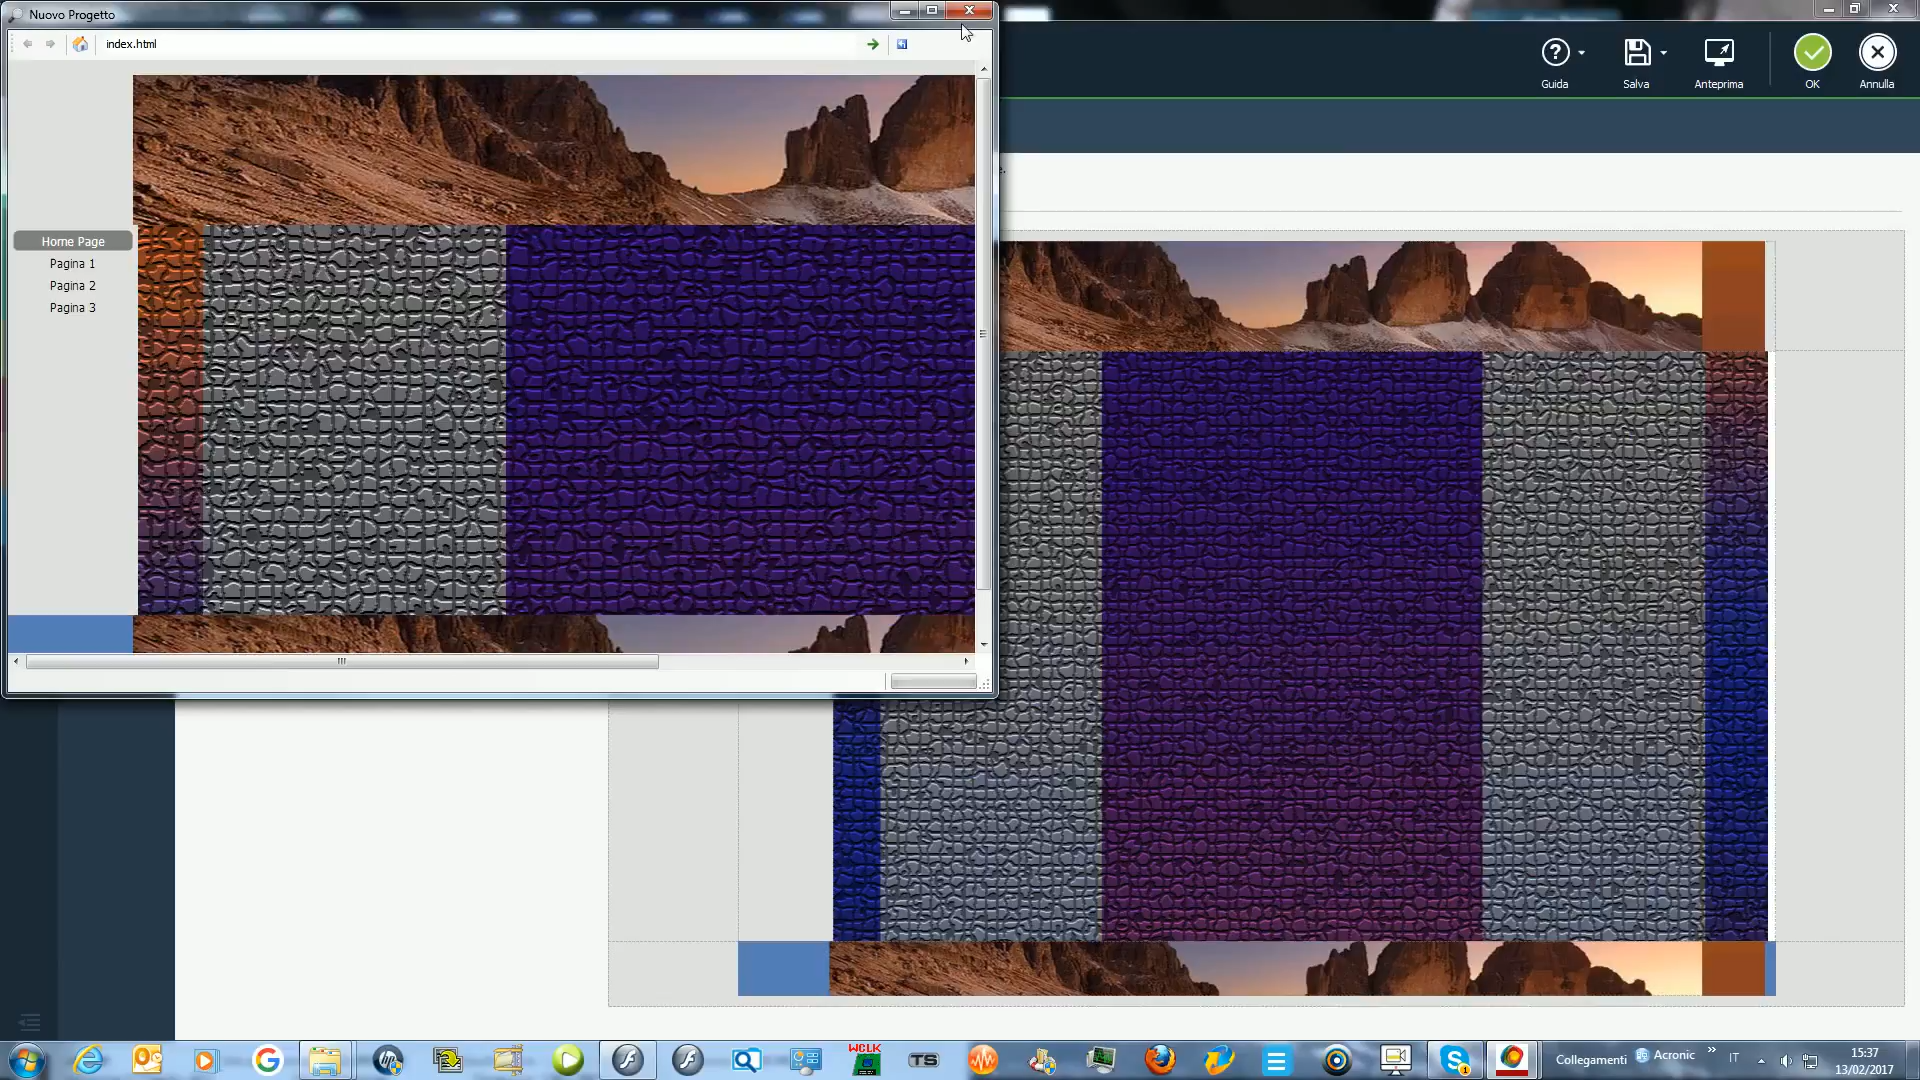 Nuovo Progetto
index.html
Guida
Salva
Anteprima
OK
Annulla
Home Page
Pagina 1
Pagina 2
Pagina 3
WCLK
TS
Collegamenti
Acronic
»
IT
15:37
13/02/2017